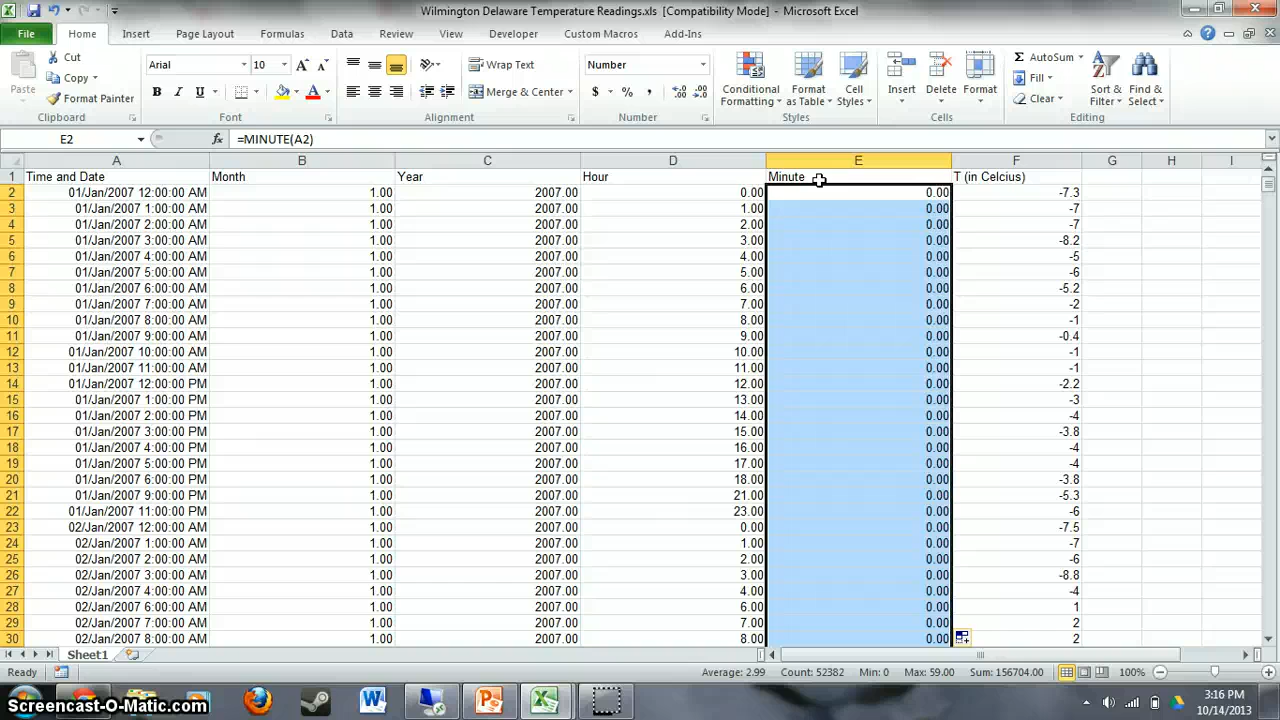 Wilmington Delaware Temperature Readings.xls [Compatibility Mode] - Microsoft Excel
File Home Insert Page Layout Formulas Data Review View Developer Custom Macros Add-Ins
Paste Cut Copy Format Painter Clipboard
Arial 10 B I U A Font
Wrap Text Merge & Center Alignment
Number $ % , Number
Conditional Formatting Format as Table Cell Styles Styles
Insert Delete Format Cells
Σ AutoSum Fill Clear Sort & Filter Find & Select Editing
E2 fx =MINUTE(A2)
A B C D E F G H I
1 Time and Date Month Year Hour Minute T (in Celcius)
2 01/Jan/2007 12:00:00 AM 1.00 2007.00 0.00 0.00 -7.3
3 01/Jan/2007 1:00:00 AM 1.00 2007.00 1.00 0.00 -7
4 01/Jan/2007 2:00:00 AM 1.00 2007.00 2.00 0.00 -7
5 01/Jan/2007 3:00:00 AM 1.00 2007.00 3.00 0.00 -8.2
6 01/Jan/2007 4:00:00 AM 1.00 2007.00 4.00 0.00 -5
7 01/Jan/2007 5:00:00 AM 1.00 2007.00 5.00 0.00 -6
8 01/Jan/2007 6:00:00 AM 1.00 2007.00 6.00 0.00 -5.2
9 01/Jan/2007 7:00:00 AM 1.00 2007.00 7.00 0.00 -2
10 01/Jan/2007 8:00:00 AM 1.00 2007.00 8.00 0.00 -1
11 01/Jan/2007 9:00:00 AM 1.00 2007.00 9.00 0.00 -0.4
12 01/Jan/2007 10:00:00 AM 1.00 2007.00 10.00 0.00 -1
13 01/Jan/2007 11:00:00 AM 1.00 2007.00 11.00 0.00 -1
14 01/Jan/2007 12:00:00 PM 1.00 2007.00 12.00 0.00 -2.2
15 01/Jan/2007 1:00:00 PM 1.00 2007.00 13.00 0.00 -3
16 01/Jan/2007 2:00:00 PM 1.00 2007.00 14.00 0.00 -4
17 01/Jan/2007 3:00:00 PM 1.00 2007.00 15.00 0.00 -3.8
18 01/Jan/2007 4:00:00 PM 1.00 2007.00 16.00 0.00 -4
19 01/Jan/2007 5:00:00 PM 1.00 2007.00 17.00 0.00 -4
20 01/Jan/2007 6:00:00 PM 1.00 2007.00 18.00 0.00 -3.8
21 01/Jan/2007 9:00:00 PM 1.00 2007.00 21.00 0.00 -5.3
22 01/Jan/2007 11:00:00 PM 1.00 2007.00 23.00 0.00 -6
23 02/Jan/2007 12:00:00 AM 1.00 2007.00 0.00 0.00 -7.5
24 02/Jan/2007 1:00:00 AM 1.00 2007.00 1.00 0.00 -7
25 02/Jan/2007 2:00:00 AM 1.00 2007.00 2.00 0.00 -6
26 02/Jan/2007 3:00:00 AM 1.00 2007.00 3.00 0.00 -8.8
27 02/Jan/2007 4:00:00 AM 1.00 2007.00 4.00 0.00 -4
28 02/Jan/2007 6:00:00 AM 1.00 2007.00 6.00 0.00 1
29 02/Jan/2007 7:00:00 AM 1.00 2007.00 7.00 0.00 2
30 02/Jan/2007 8:00:00 AM 1.00 2007.00 8.00 0.00 2
Sheet1
Ready Average: 2.99 Count: 52382 Min: 0 Max: 59.00 Sum: 156704.00 100%
Screencast-O-Matic.com
3:16 PM
10/14/2013